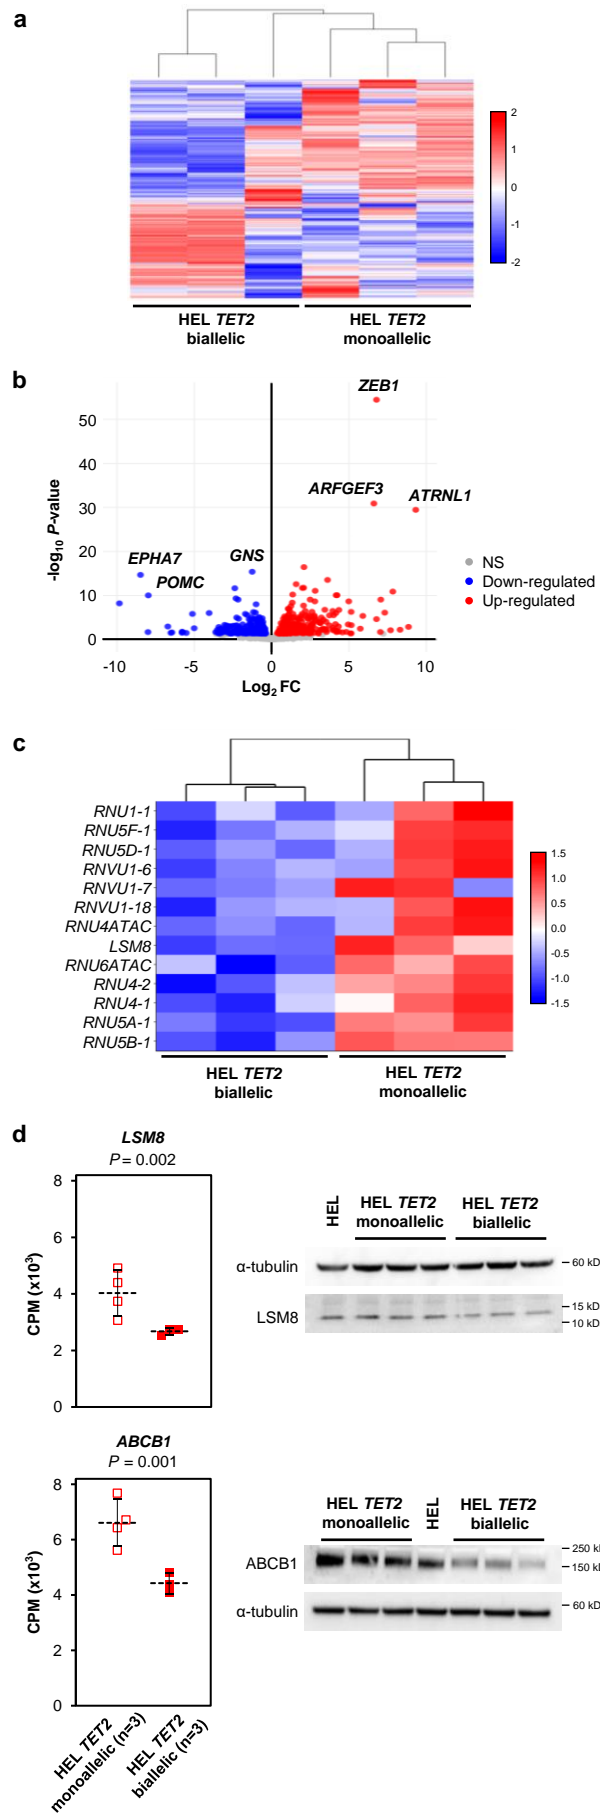 a
2
1
0
-1
-2
HEL TET2
biallelic
HEL TET2
monoallelic
b
ZEB1
ARFGEF3
ATRNL1
EPHA7
POMC
GNS
50
40
30
20
10
0
-log10 P-value
-10
-5
0
5
10
Log2 FC
NS
Down-regulated
Up-regulated
c
RNU1-1
RNU5F-1
RNU5D-1
RNVU1-6
RNVU1-7
RNVU1-18
RNU4ATAC
LSM8
RNU6ATAC
RNU4-2
RNU4-1
RNU5A-1
RNU5B-1
1.5
1.0
0.5
0
-0.5
-1.0
-1.5
HEL TET2
biallelic
HEL TET2
monoallelic
d
LSM8
P = 0.002
8
6
4
2
0
CPM (x10³)
HEL
HEL TET2
monoallelic
HEL TET2
biallelic
α-tubulin
60 kD
LSM8
15 kD
10 kD
ABCB1
P = 0.001
8
6
4
2
0
CPM (x10³)
HEL TET2
monoallelic (n=3)
HEL TET2
biallelic (n=3)
HEL TET2
monoallelic
HEL
HEL TET2
biallelic
ABCB1
250 kD
150 kD
α-tubulin
60 kD